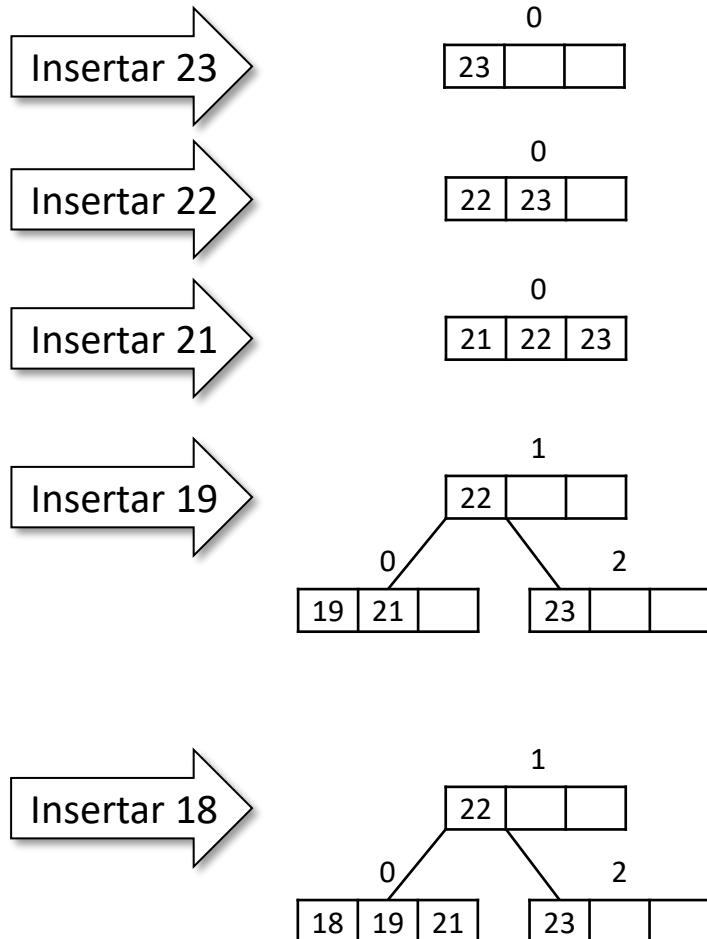 0
Insertar 23
23
0
Insertar 22
22 23
0
Insertar 21
21 22 23
1
Insertar 19
22
0 2
19 21 23
1
Insertar 18
22
0 2
18 19 21 23